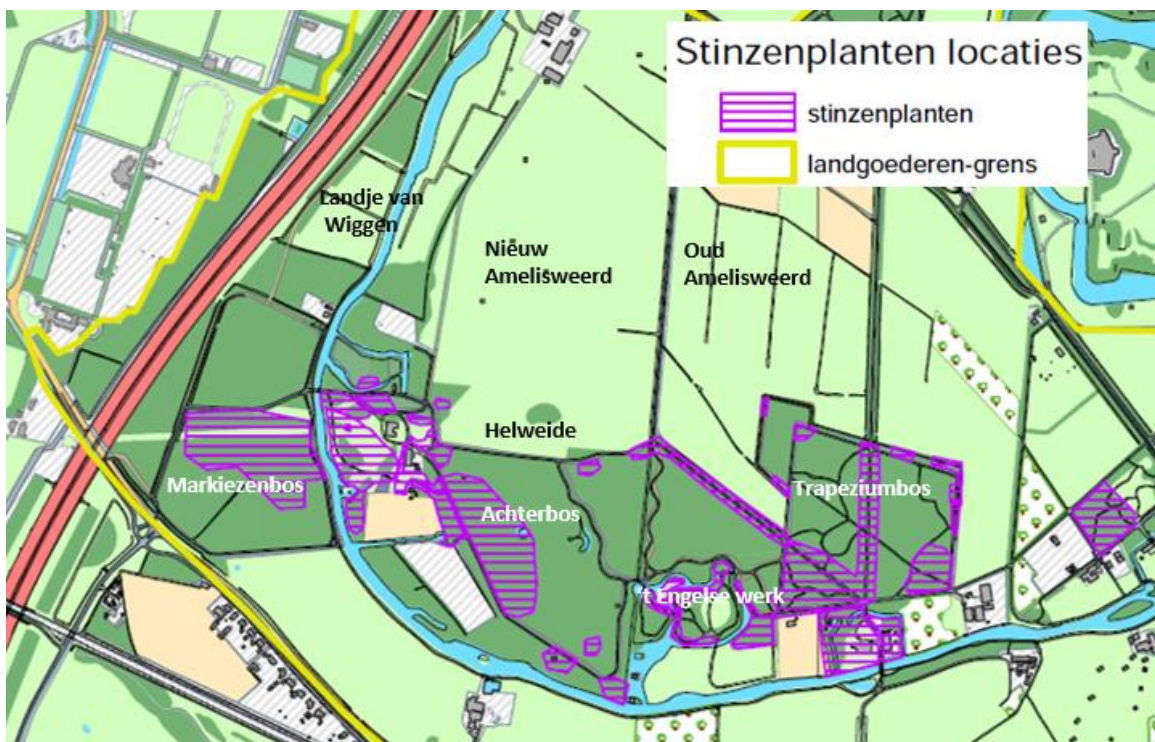 Stinzenplanten locaties
stinzenplanten
landgoederen-grens
Landje van
Wiggen
Nieuw
Amelisweerd
Oud
Amelisweerd
Helweide
Markiezenbos
Achterbos
Trapeziumbos
't Engelse werk